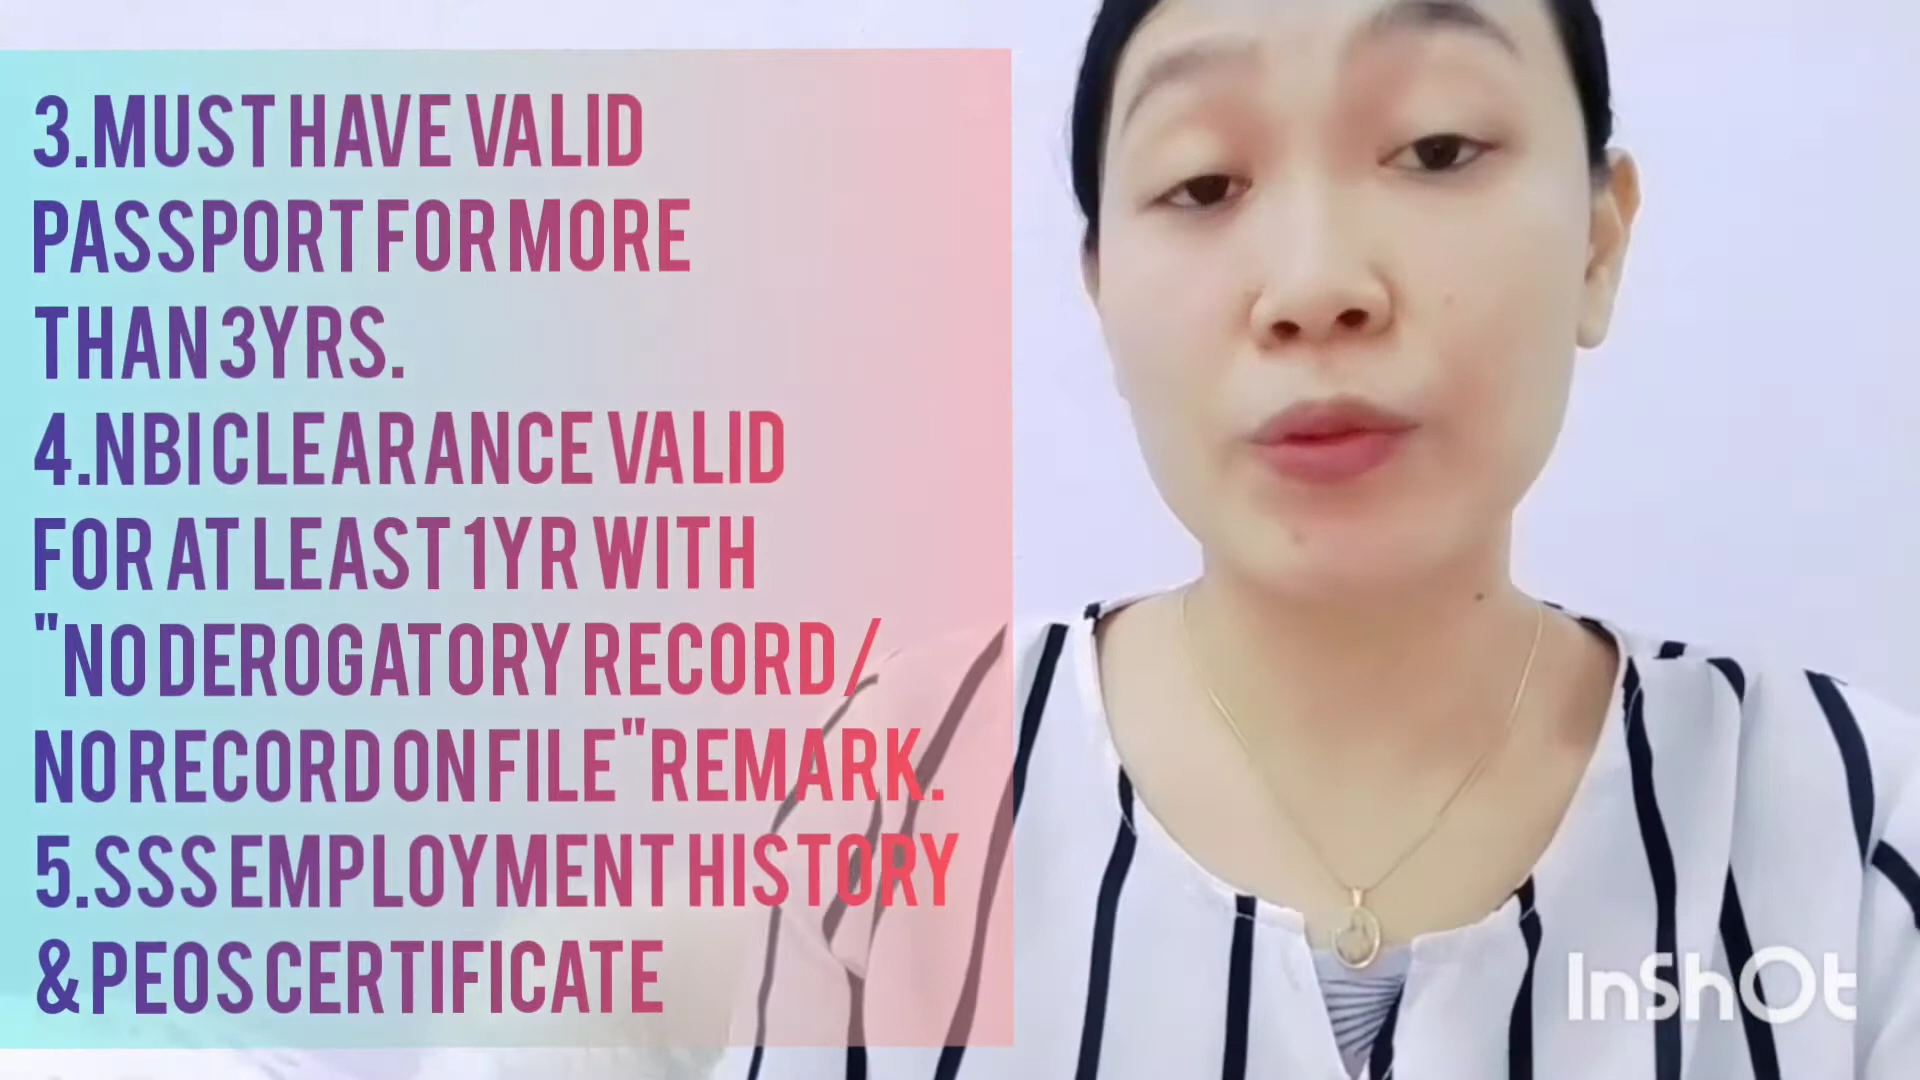 3.MUST HAVE VALID
PASSPORT FOR MORE
THAN 3YRS.
4.NBI CLEARANCE VALID
FOR AT LEAST 1YR WITH
"NO DEROGATORY RECORD /
NO RECORD ON FILE" REMARK.
5.SSS EMPLOYMENT HISTORY
& PEOS CERTIFICATE
InShOt